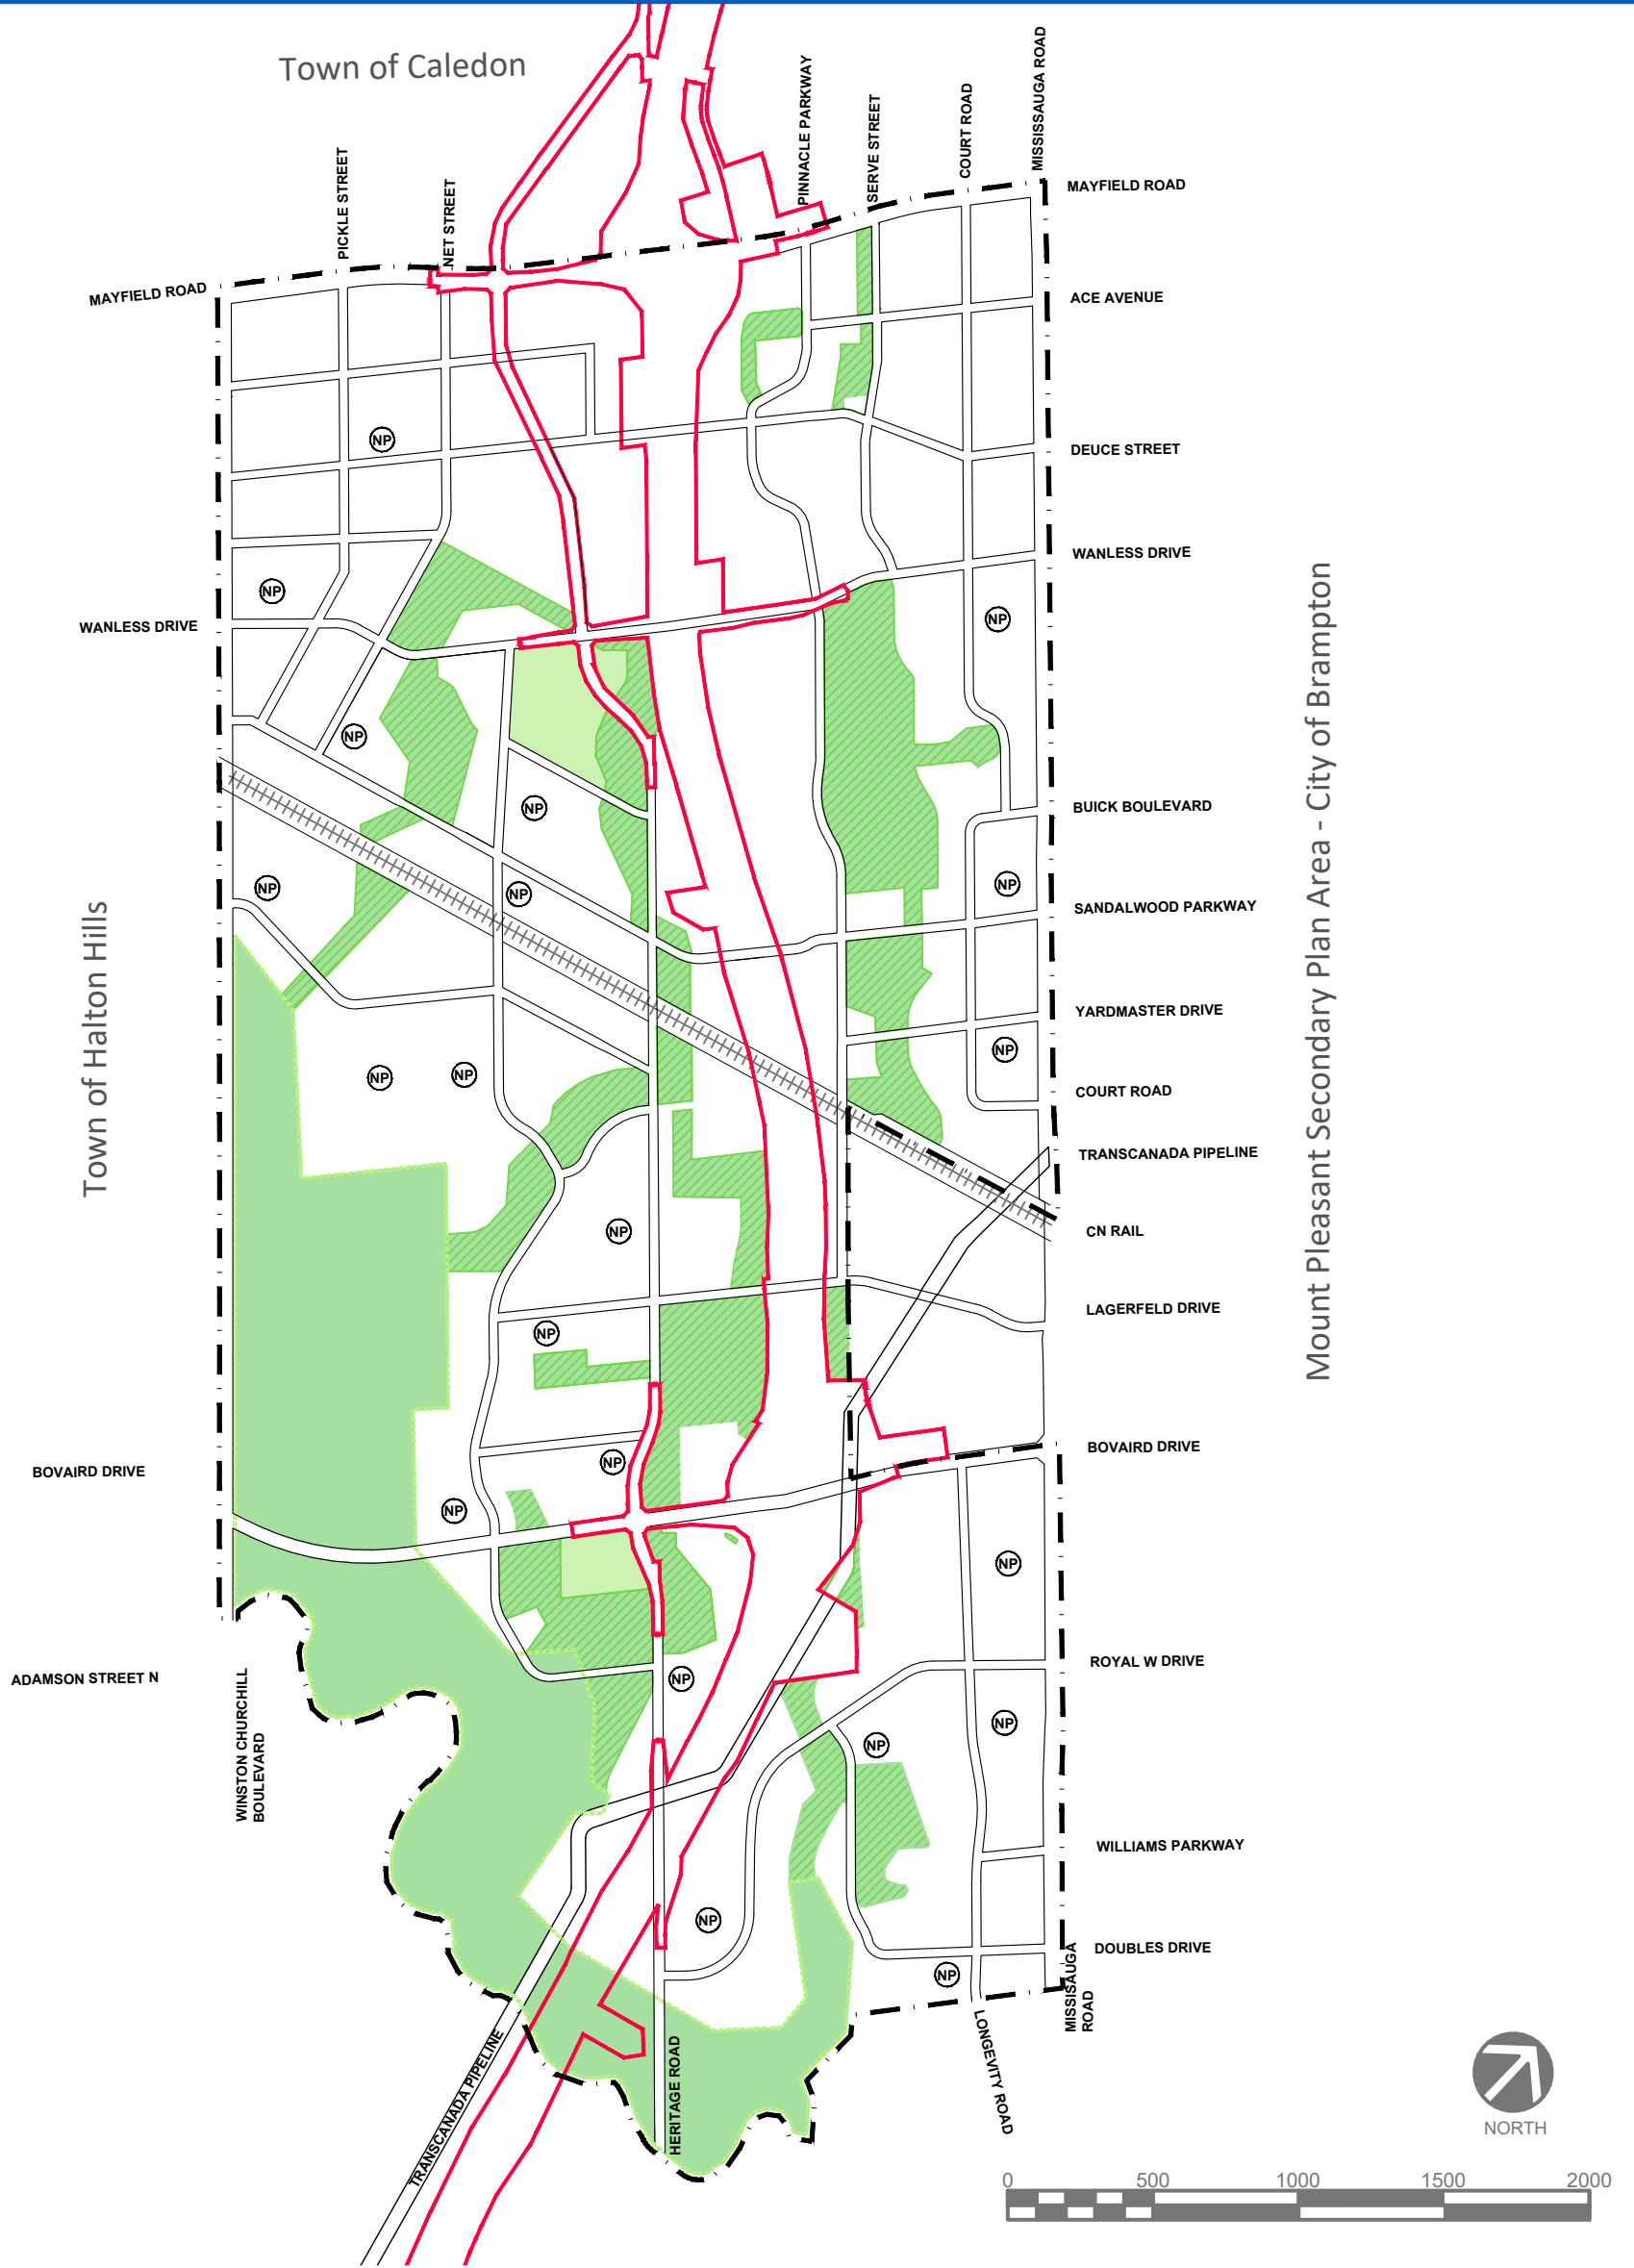 Town of Caledon
PICKLE STREET
NET STREET
PINNACLE PARKWAY
SERVE STREET
COURT ROAD
MISSISSAUGA ROAD
MAYFIELD ROAD
MAYFIELD ROAD
ACE AVENUE
NP
DEUCE STREET
WANLESS DRIVE
NP
NP
WANLESS DRIVE
NP
NP
BUICK BOULEVARD
NP
NP
NP
SANDALWOOD PARKWAY
Town of Halton Hills
Mount Pleasant Secondary Plan Area - City of Brampton
YARDMASTER DRIVE
NP
NP
NP
COURT ROAD
TRANSCANADA PIPELINE
NP
CN RAIL
LAGERFELD DRIVE
NP
BOVAIRD DRIVE
NP
BOVAIRD DRIVE
NP
NP
ROYAL W DRIVE
ADAMSON STREET N
NP
NP
NP
WINSTON CHURCHILL
BOULEVARD
WILLIAMS PARKWAY
NP
DOUBLES DRIVE
NP
MISSISAUGA
ROAD
LONGEVITY ROAD
TRANSCANADA PIPELINE
HERITAGE ROAD
NORTH
0 500 1000 1500 2000